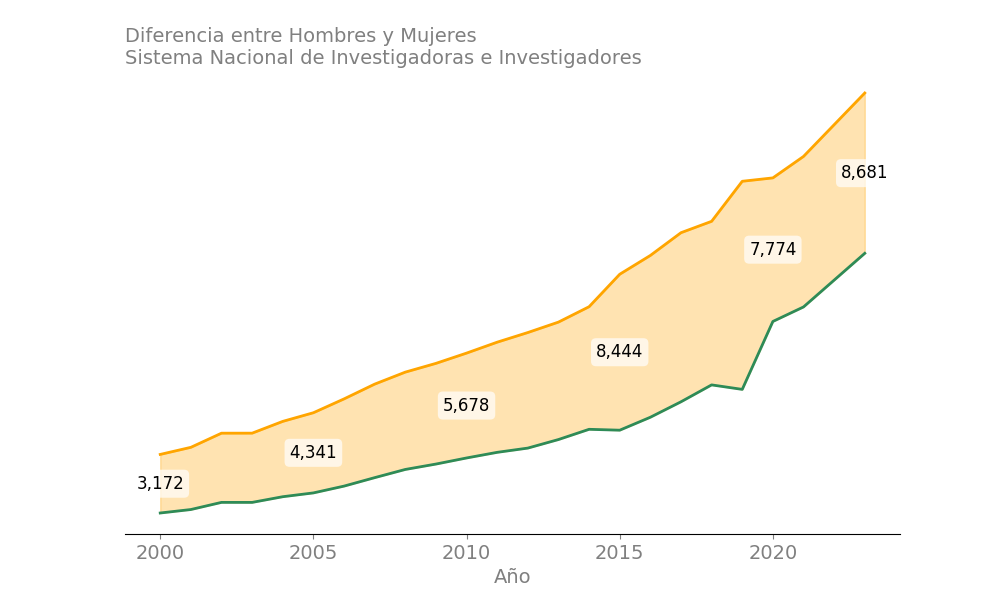 Diferencia entre Hombres y Mujeres
Sistema Nacional de Investigadoras e Investigadores
8,681
7,774
8,444
5,678
4,341
3,172
2000 2005 2010 2015 2020
Año